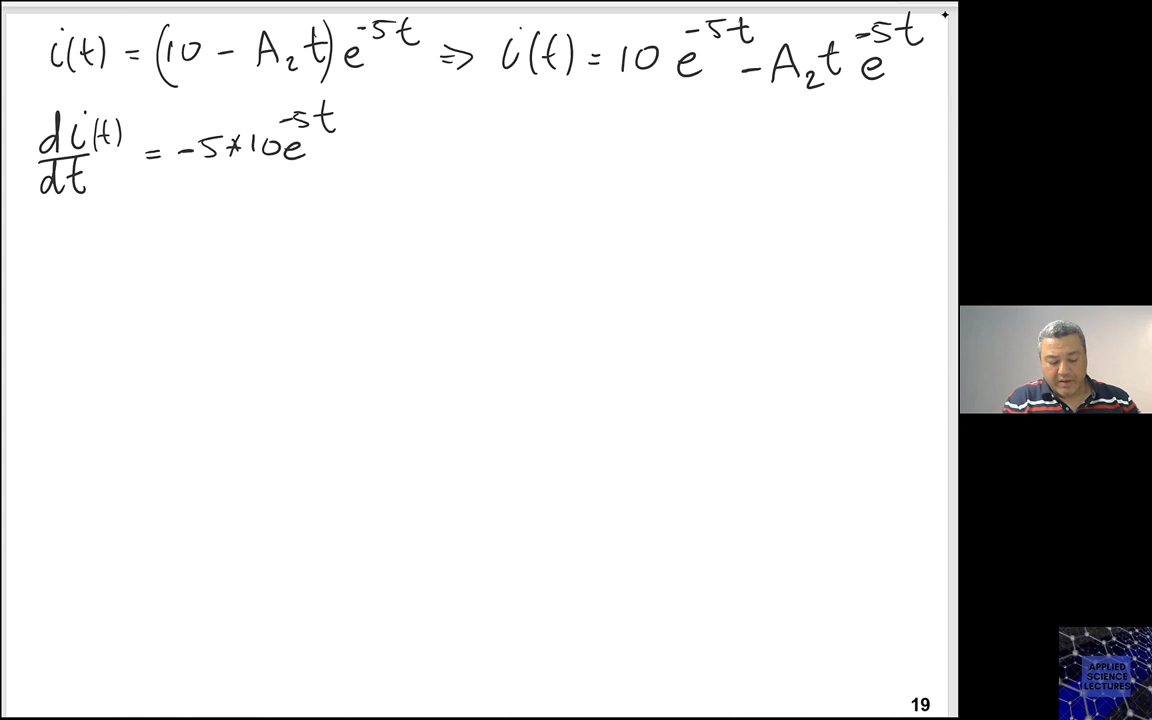 i(t) = (10 - A₂t)e^{-5t} ⇒ i(t) = 10 e^{-5t} - A₂t e^{-5t}
di(t)/dt = -5*10e^{-5t}
APPLIED
SCIENCE
LECTURES
19